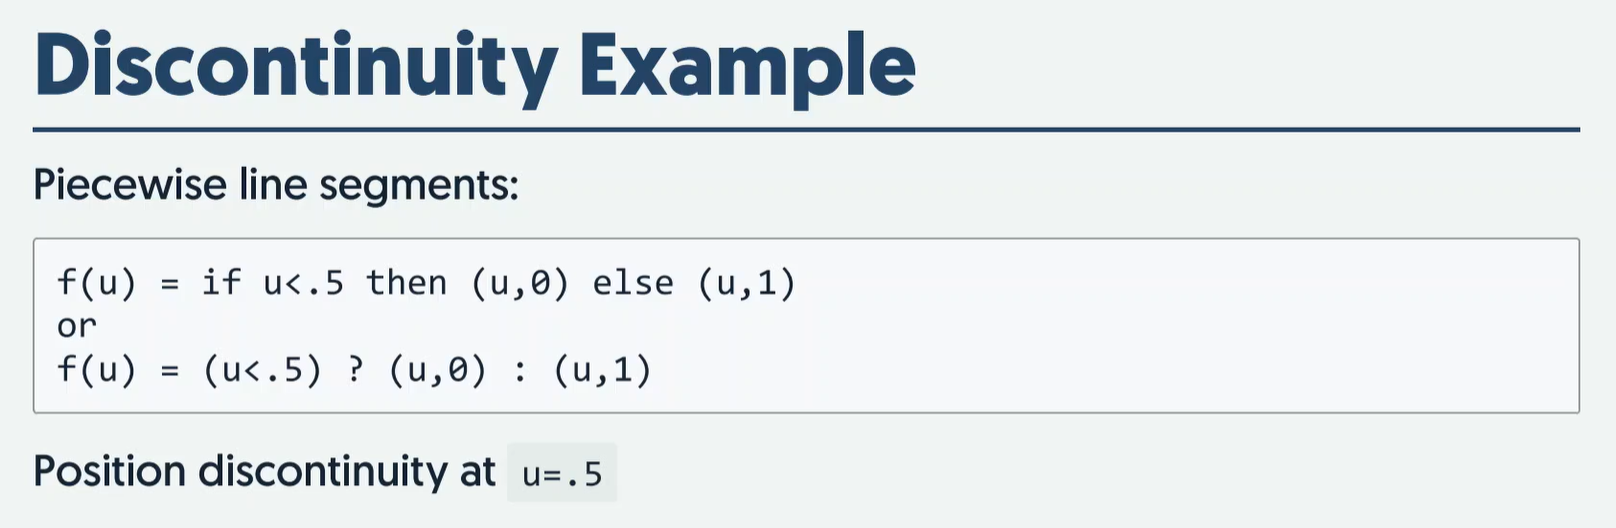 Discontinuity Example
Piecewise line segments:
f(u) = if u<.5 then (u,0) else (u,1)
or
f(u) = (u<.5) ? (u,0) : (u,1)
Position discontinuity at u=.5